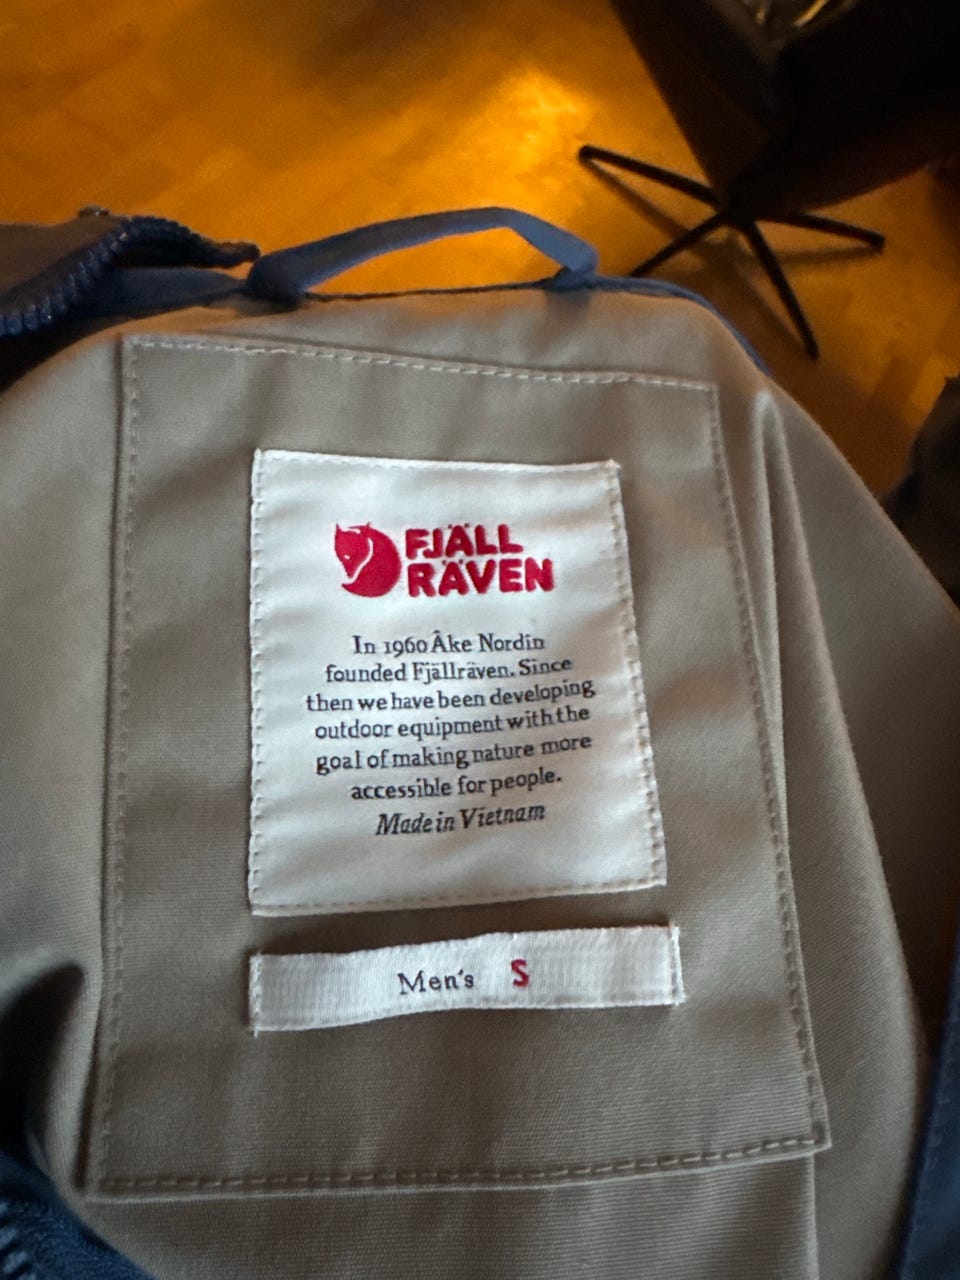 FJÄLL
RÄVEN
In 1960 Åke Nordin
founded Fjällräven. Since
then we have been developing
outdoor equipment with the
goal of making nature more
accessible for people.
Made in Vietnam
Men's S